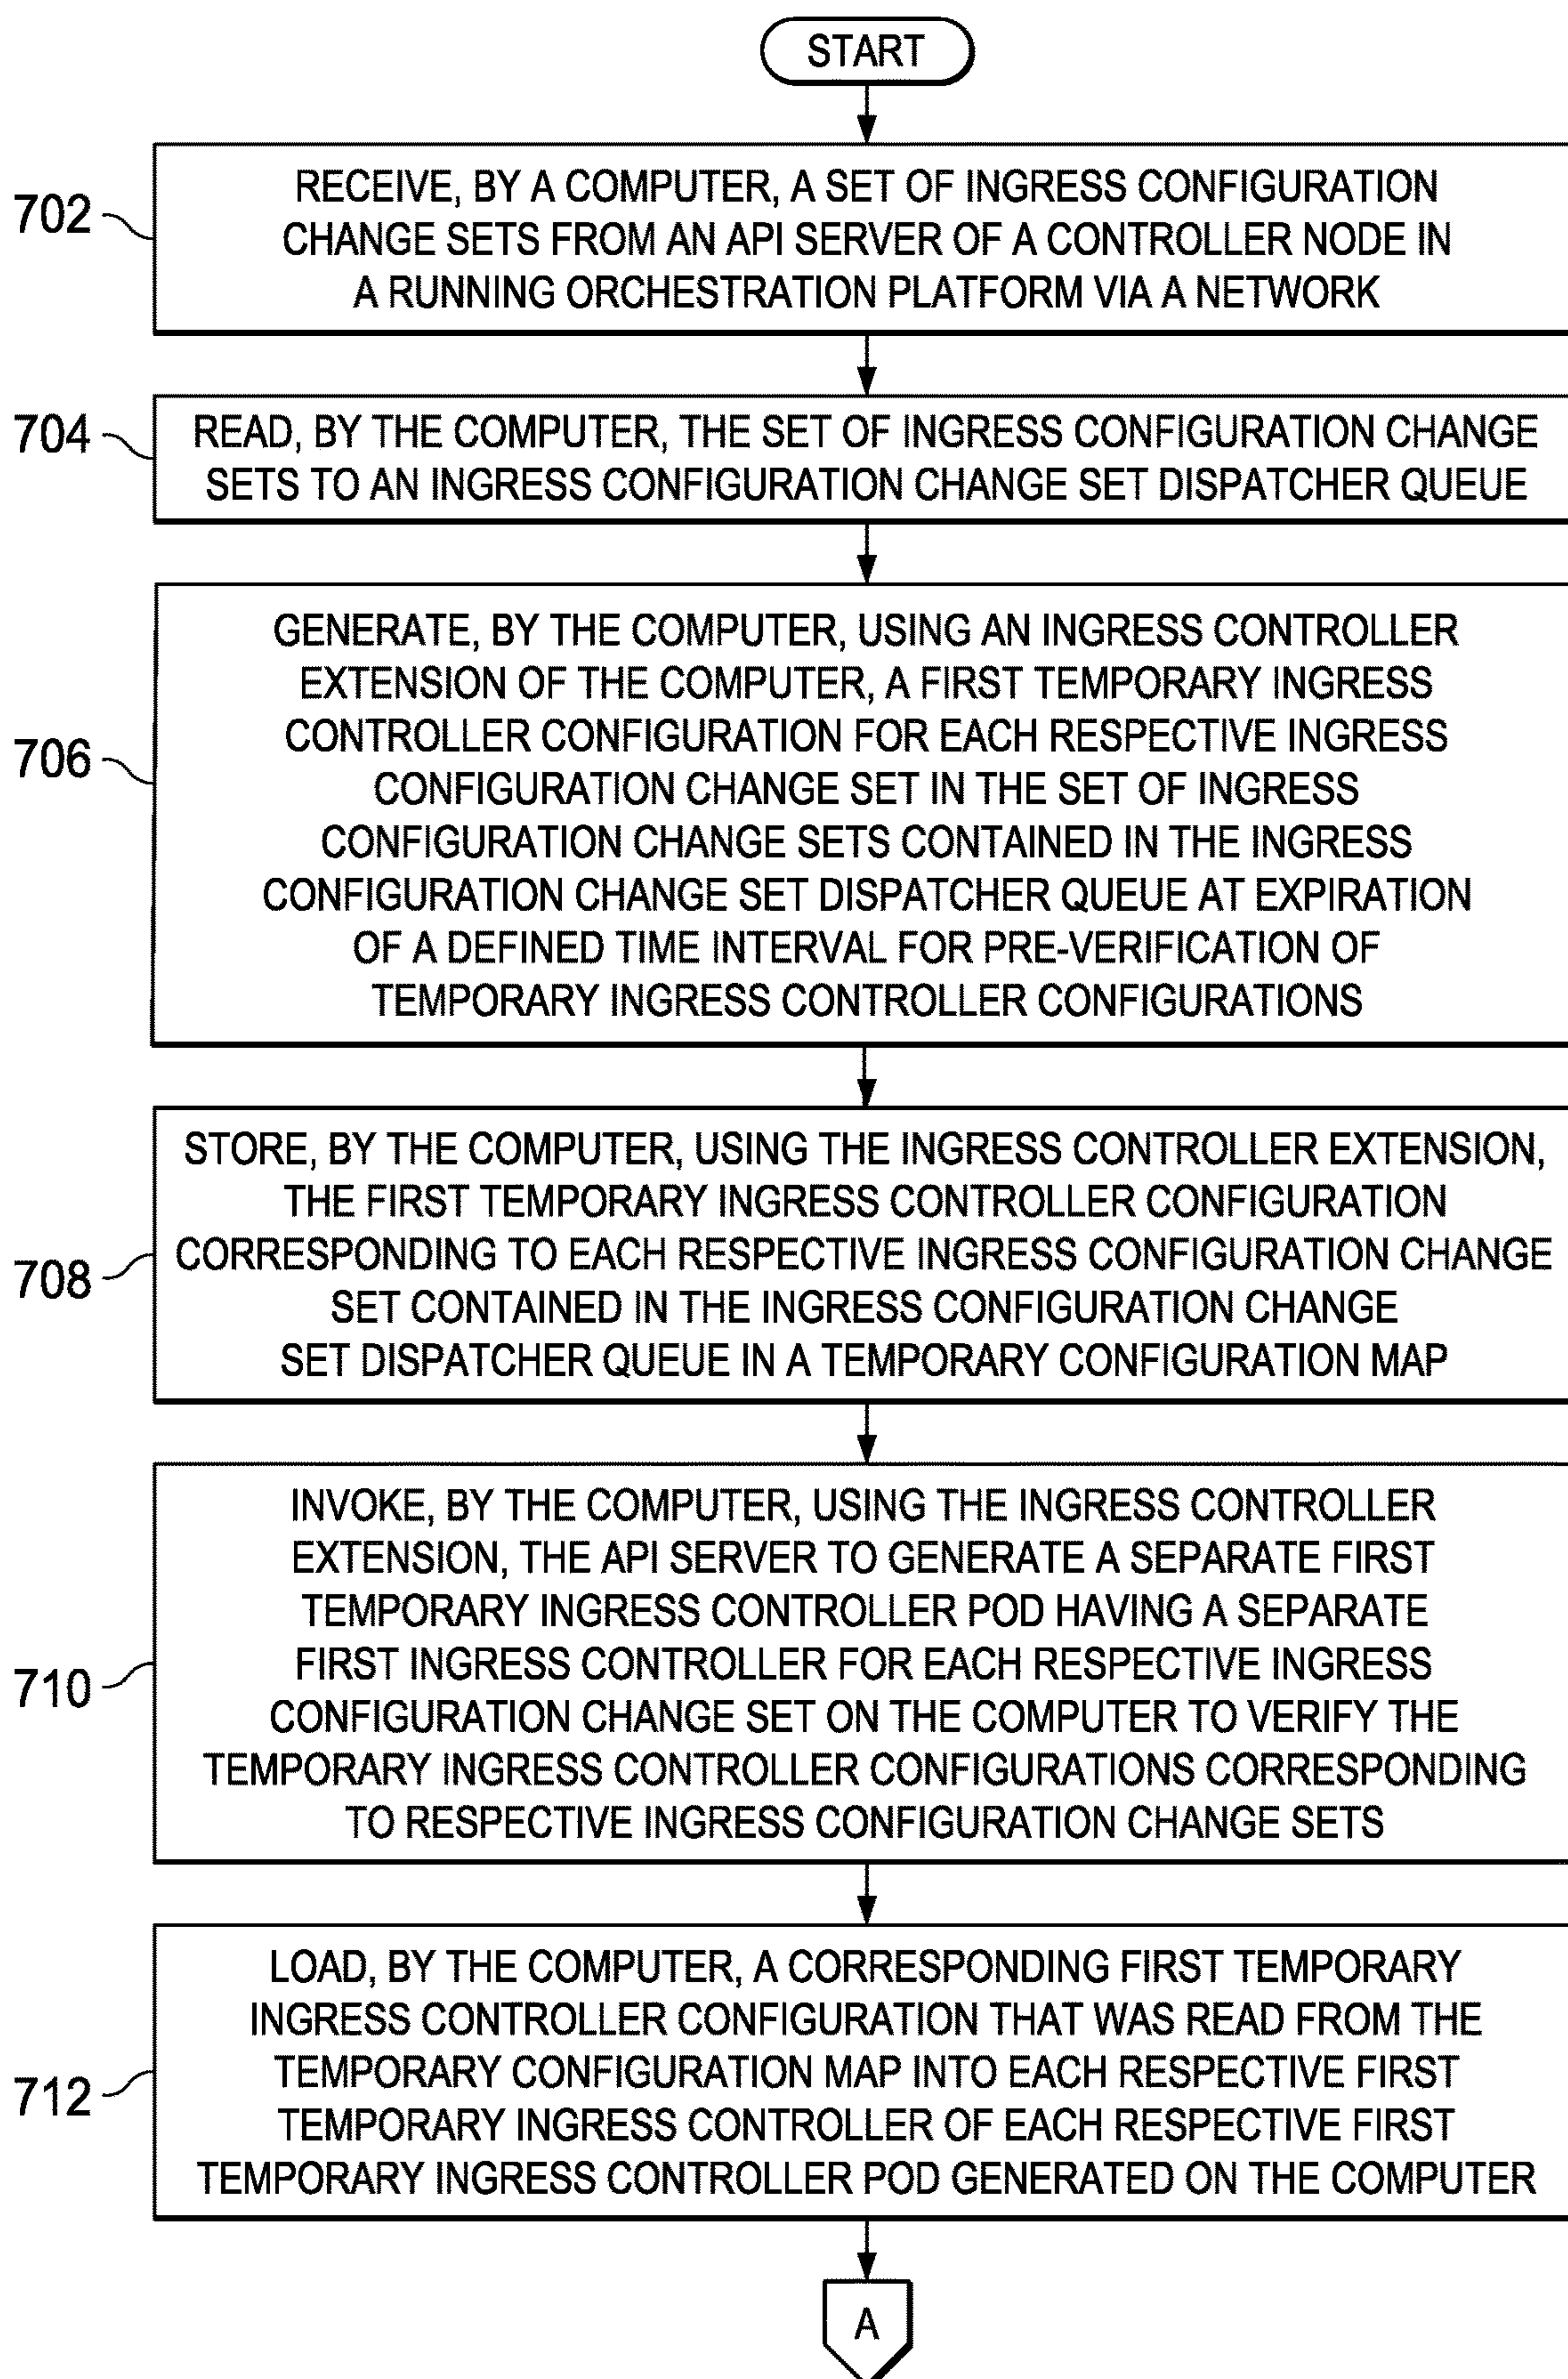 START
702
RECEIVE, BY A COMPUTER, A SET OF INGRESS CONFIGURATION
CHANGE SETS FROM AN API SERVER OF A CONTROLLER NODE IN
A RUNNING ORCHESTRATION PLATFORM VIA A NETWORK
704
READ, BY THE COMPUTER, THE SET OF INGRESS CONFIGURATION CHANGE
SETS TO AN INGRESS CONFIGURATION CHANGE SET DISPATCHER QUEUE
706
GENERATE, BY THE COMPUTER, USING AN INGRESS CONTROLLER
EXTENSION OF THE COMPUTER, A FIRST TEMPORARY INGRESS
CONTROLLER CONFIGURATION FOR EACH RESPECTIVE INGRESS
CONFIGURATION CHANGE SET IN THE SET OF INGRESS
CONFIGURATION CHANGE SETS CONTAINED IN THE INGRESS
CONFIGURATION CHANGE SET DISPATCHER QUEUE AT EXPIRATION
OF A DEFINED TIME INTERVAL FOR PRE-VERIFICATION OF
TEMPORARY INGRESS CONTROLLER CONFIGURATIONS
708
STORE, BY THE COMPUTER, USING THE INGRESS CONTROLLER EXTENSION,
THE FIRST TEMPORARY INGRESS CONTROLLER CONFIGURATION
CORRESPONDING TO EACH RESPECTIVE INGRESS CONFIGURATION CHANGE
SET CONTAINED IN THE INGRESS CONFIGURATION CHANGE
SET DISPATCHER QUEUE IN A TEMPORARY CONFIGURATION MAP
710
INVOKE, BY THE COMPUTER, USING THE INGRESS CONTROLLER
EXTENSION, THE API SERVER TO GENERATE A SEPARATE FIRST
TEMPORARY INGRESS CONTROLLER POD HAVING A SEPARATE
FIRST INGRESS CONTROLLER FOR EACH RESPECTIVE INGRESS
CONFIGURATION CHANGE SET ON THE COMPUTER TO VERIFY THE
TEMPORARY INGRESS CONTROLLER CONFIGURATIONS CORRESPONDING
TO RESPECTIVE INGRESS CONFIGURATION CHANGE SETS
712
LOAD, BY THE COMPUTER, A CORRESPONDING FIRST TEMPORARY
INGRESS CONTROLLER CONFIGURATION THAT WAS READ FROM THE
TEMPORARY CONFIGURATION MAP INTO EACH RESPECTIVE FIRST
TEMPORARY INGRESS CONTROLLER OF EACH RESPECTIVE FIRST
TEMPORARY INGRESS CONTROLLER POD GENERATED ON THE COMPUTER
A